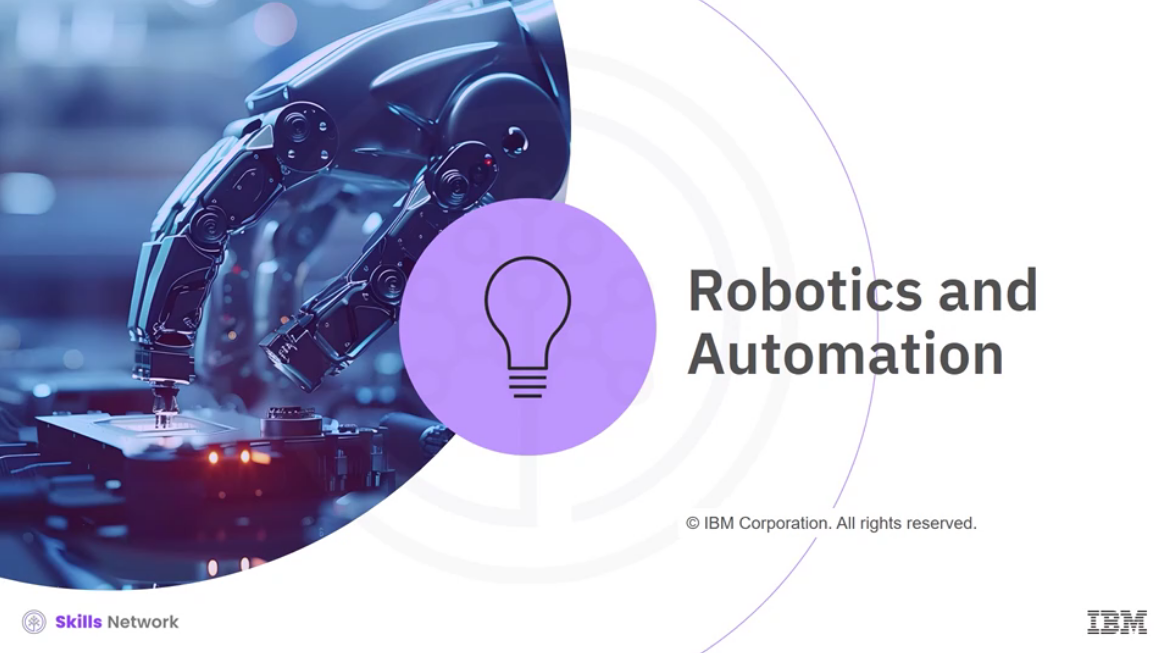 Robotics and
Automation
© IBM Corporation. All rights reserved.
Skills Network
IBM